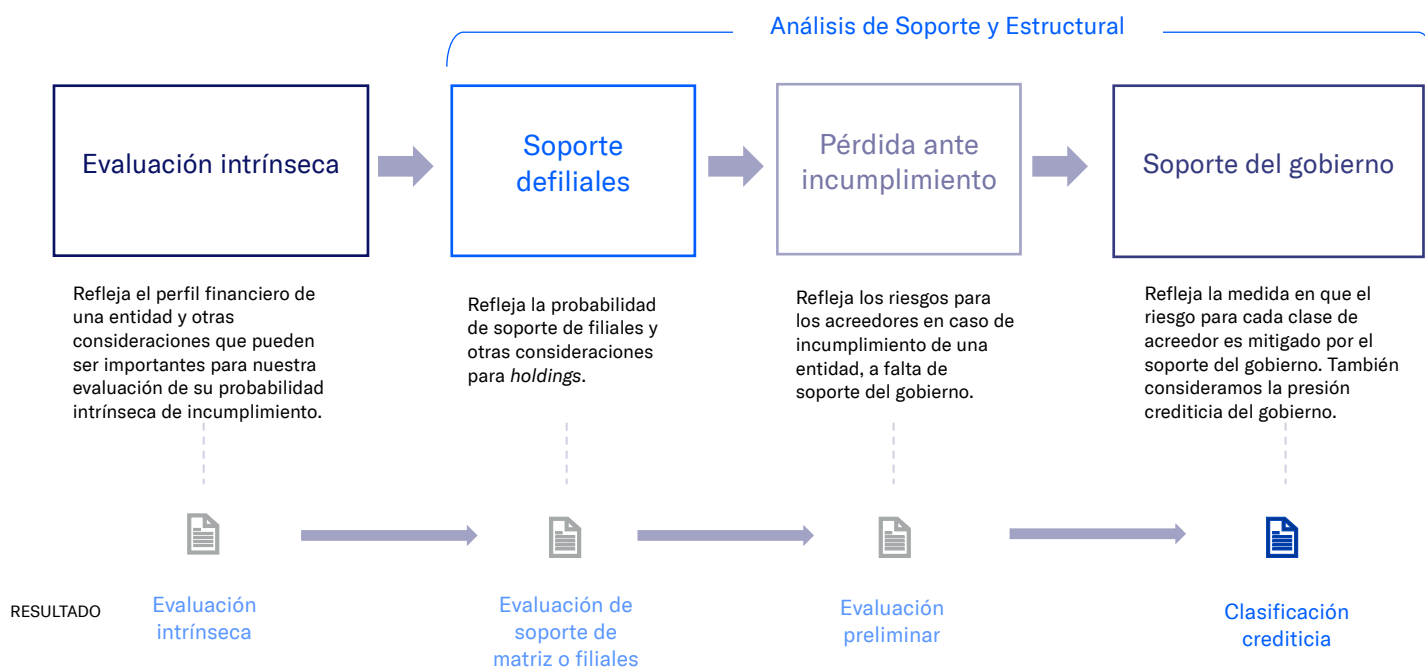 Análisis de Soporte y Estructural
Evaluación intrínseca
Soporte
defiliales
Pérdida ante
incumplimiento
Soporte del gobierno
Refleja el perfil financiero de
una entidad y otras
consideraciones que pueden
ser importantes para nuestra
evaluación de su probabilidad
intrínseca de incumplimiento.
Refleja la probabilidad
de soporte de filiales y
otras consideraciones
para holdings.
Refleja los riesgos para
los acreedores en caso de
incumplimiento de una
entidad, a falta de
soporte del gobierno.
Refleja la medida en que el
riesgo para cada clase de
acreedor es mitigado por el
soporte del gobierno. También
consideramos la presión
crediticia del gobierno.
RESULTADO
Evaluación
intrínseca
Evaluación de
soporte de
matriz o filiales
Evaluación
preliminar
Clasificación
crediticia